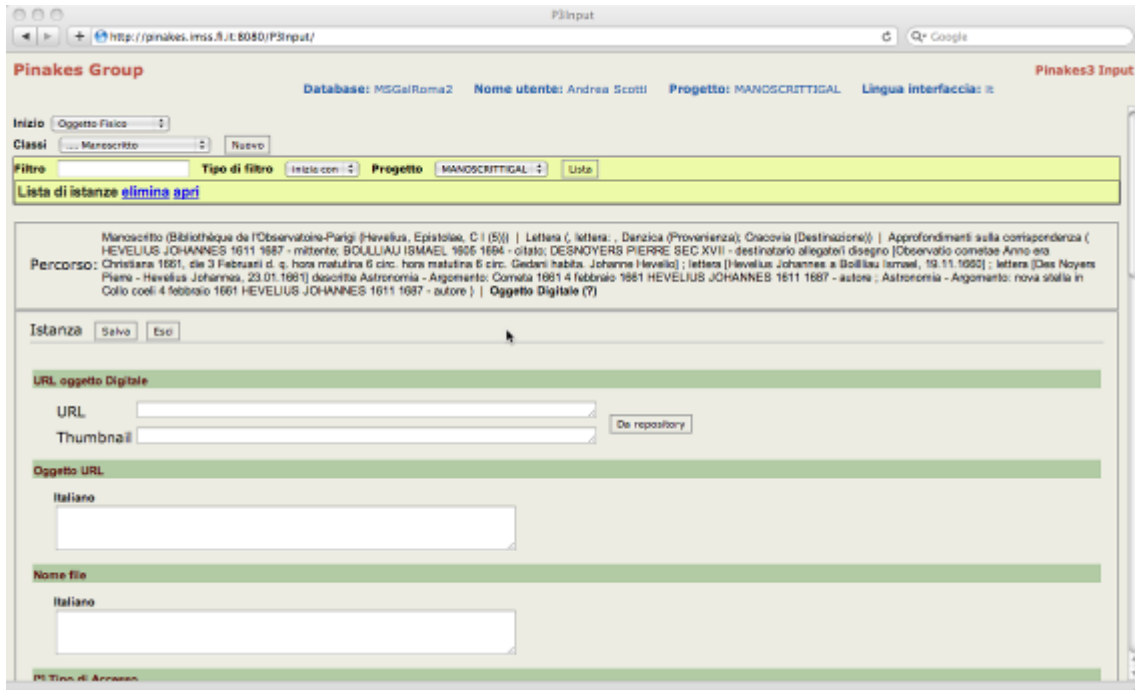 P3Input
http://pinakes.imss.fi.it:8080/P3Input/
Google
Pinakes Group
Pinakes3 Input
Database: MSGalRoma2 Nome utente: Andrea Scotti Progetto: MANOSCRITTIGAL Lingua interfaccia: it
Inizio Oggetto Fisico
Classi .... Manoscritto Nuovo
Filtro Tipo di filtro Inizia con Progetto MANOSCRITTIGAL Lista
Lista di istanze elimina apri
Manoscritto (Bibliothèque de l'Observatoire-Parigi (Hevelius, Epistolae, C I (5))) | Lettera (, lettera: , Danzica (Provenienza); Cracovia (Destinazione)) | Approfondimenti sulla corrispondenza (
HEVELIUS JOHANNES 1611 1687 - mittente; BOULLIAU ISMAEL 1605 1694 - citato; DESNOYERS PIERRE SEC XVII - destinatario allegate/i disegno [Observatio cometae Anno era
Percorso: Christiana 1661, die 3 Februarii d. q. hora matutina 6 circ. hora matutina 6 circ. Gedani habita. Johanne Hevelio] ; lettera [Hevelius Johannes a Boilliau Ismael, 19.11.1660] ; lettera [Des Noyers
Pierre - Hevelius Johannes, 23.01.1661] descritte Astronomia - Argomento: Cometa 1661 4 febbraio 1661 HEVELIUS JOHANNES 1611 1687 - autore ; Astronomia - Argomento: nova stella in
Collo coeli 4 febbraio 1661 HEVELIUS JOHANNES 1611 1687 - autore ) | Oggetto Digitale (?)
Istanza Salva Esci
URL oggetto Digitale
URL
Da repository
Thumbnail
Oggetto URL
Italiano
Nome file
Italiano
(*) Tipo di Accesso